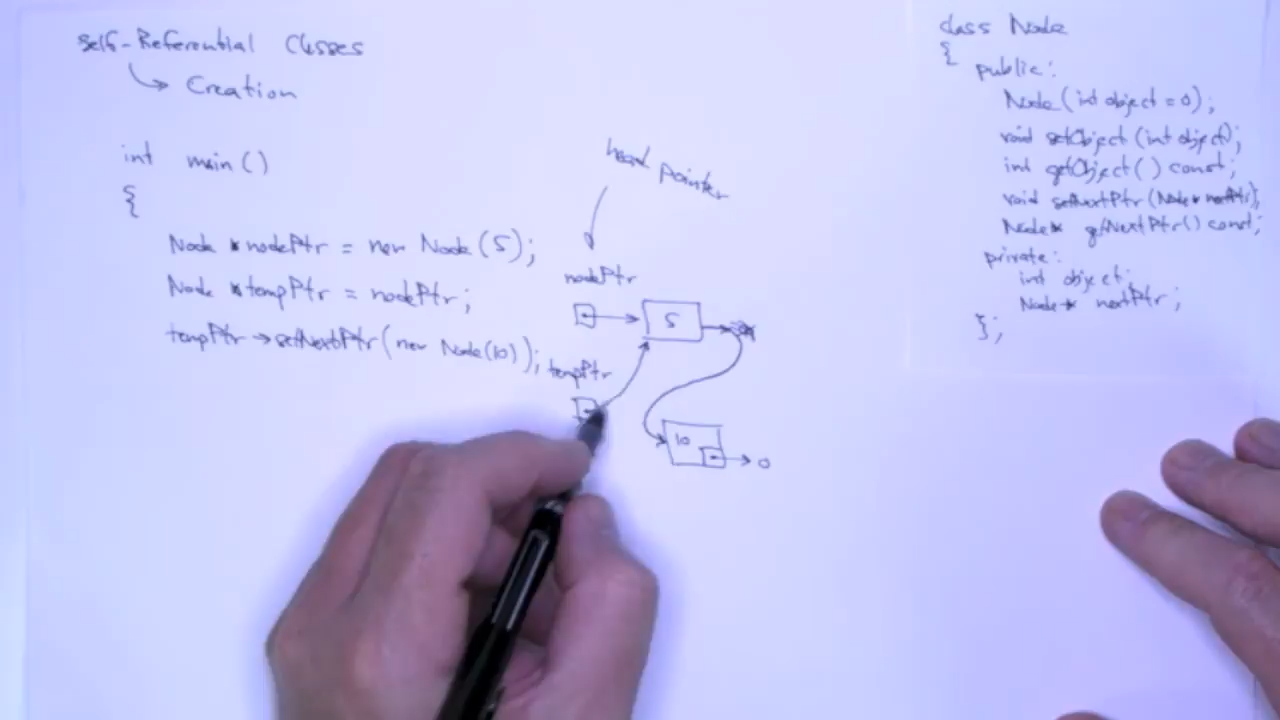 Self-Referential Classes
Creation
int main()
{
Node *nodePtr = new Node(5);
Node *tempPtr = nodePtr;
tempPtr→setNextPtr(new Node(10));
head pointer
nodePtr
5
tempPtr
10
0
class Node
{
public:
Node(int object=0);
void setObject(int object);
int getObject() const;
void setNextPtr(Node* nextPtr);
Node* getNextPtr() const;
private:
int object;
Node* nextPtr;
};